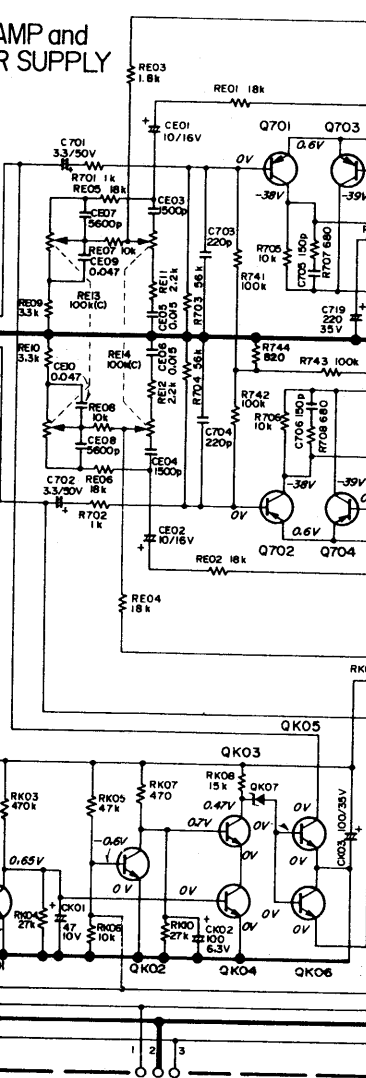 AMP and
R SUPPLY
RE03
1.8k
RE01 18k
CE01
10/16V
Q701
Q703
0.6V
0V
C701
3.3/50V
R701 1k
RE05 18k
-38V
-39V
CE07
5600p
CE03
1500p
RE07 10k
CE09
0.047
C703
220p
R741
100k
R705
10k
C705 150p
R707 680
RE13
100k(C)
RE11 2.2k
CE05 0.015
R703 56k
RE09
3.3k
C719
220
35V
RE10
3.3k
RE14
100k(C)
CE06 0.015
RE12 2.2k
R704 56k
R744
820
R743 100k
CE10
0.047
RE08
10k
CE08
5600p
C704
220p
R742
100k
R706
10k
C706 150p
R708 680
CE04
1500p
RE06
18k
C702
3.3/50V
R702
1k
-38V
-39V
0V
0.6V
CE02
10/16V
Q702
Q704
RE02 18k
RE04
18k
RK
QK05
QK03
RK03
470k
RK05
47k
RK07
470
RK08
15k
QK07
0.47V
0.7V
0V
0V
0V
CK03 100/35V
-0.6V
0.65V
0V
0V
0V
0V
0V
RK04
27k
CK01
47
10V
RK06
10k
RK10
27k
CK02
100
6.3V
QK02
QK04
QK06
1 2 3